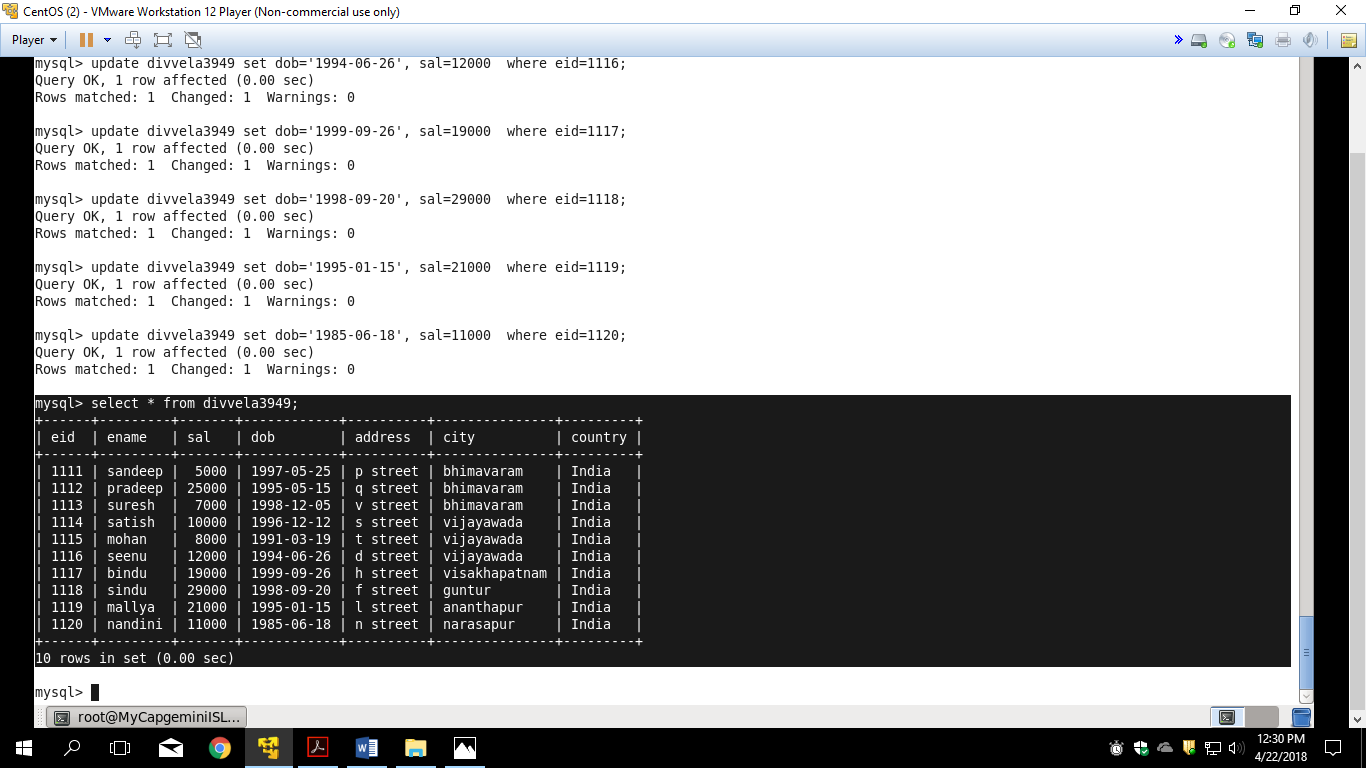 CentOS (2) - VMware Workstation 12 Player (Non-commercial use only)
Player
mysql> update divvela3949 set dob='1994-06-26', sal=12000  where eid=1116;
Query OK, 1 row affected (0.00 sec)
Rows matched: 1  Changed: 1  Warnings: 0
mysql> update divvela3949 set dob='1999-09-26', sal=19000  where eid=1117;
Query OK, 1 row affected (0.00 sec)
Rows matched: 1  Changed: 1  Warnings: 0
mysql> update divvela3949 set dob='1998-09-20', sal=29000  where eid=1118;
Query OK, 1 row affected (0.00 sec)
Rows matched: 1  Changed: 1  Warnings: 0
mysql> update divvela3949 set dob='1995-01-15', sal=21000  where eid=1119;
Query OK, 1 row affected (0.00 sec)
Rows matched: 1  Changed: 1  Warnings: 0
mysql> update divvela3949 set dob='1985-06-18', sal=11000  where eid=1120;
Query OK, 1 row affected (0.00 sec)
Rows matched: 1  Changed: 1  Warnings: 0
mysql> select * from divvela3949;
+------+---------+-------+------------+----------+---------------+---------+
| eid  | ename   | sal   | dob        | address  | city          | country |
+------+---------+-------+------------+----------+---------------+---------+
| 1111 | sandeep |  5000 | 1997-05-25 | p street | bhimavaram    | India   |
| 1112 | pradeep | 25000 | 1995-05-15 | q street | bhimavaram    | India   |
| 1113 | suresh  |  7000 | 1998-12-05 | v street | bhimavaram    | India   |
| 1114 | satish  | 10000 | 1996-12-12 | s street | vijayawada    | India   |
| 1115 | mohan   |  8000 | 1991-03-19 | t street | vijayawada    | India   |
| 1116 | seenu   | 12000 | 1994-06-26 | d street | vijayawada    | India   |
| 1117 | bindu   | 19000 | 1999-09-26 | h street | visakhapatnam | India   |
| 1118 | sindu   | 29000 | 1998-09-20 | f street | guntur        | India   |
| 1119 | mallya  | 21000 | 1995-01-15 | l street | ananthapur    | India   |
| 1120 | nandini | 11000 | 1985-06-18 | n street | narasapur     | India   |
+------+---------+-------+------------+----------+---------------+---------+
10 rows in set (0.00 sec)
mysql>
root@MyCapgeminiISL...
12:30 PM
4/22/2018